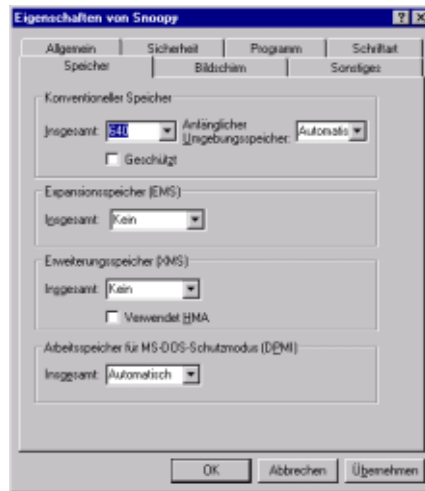 Eigenschaften von Snoopy
Allgemein Sicherheit Programm Schriftart
Speicher Bildschirm Sonstiges
Konventioneller Speicher
Insgesamt: 640 Anfänglicher Umgebungsspeicher: Automatis
Geschützt
Expansionsspeicher (EMS)
Insgesamt: Kein
Erweiterungsspeicher (XMS)
Insgesamt: Kein
Verwendet HMA
Arbeitsspeicher für MS-DOS-Schutzmodus (DPMI)
Insgesamt: Automatisch
OK Abbrechen Übernehmen